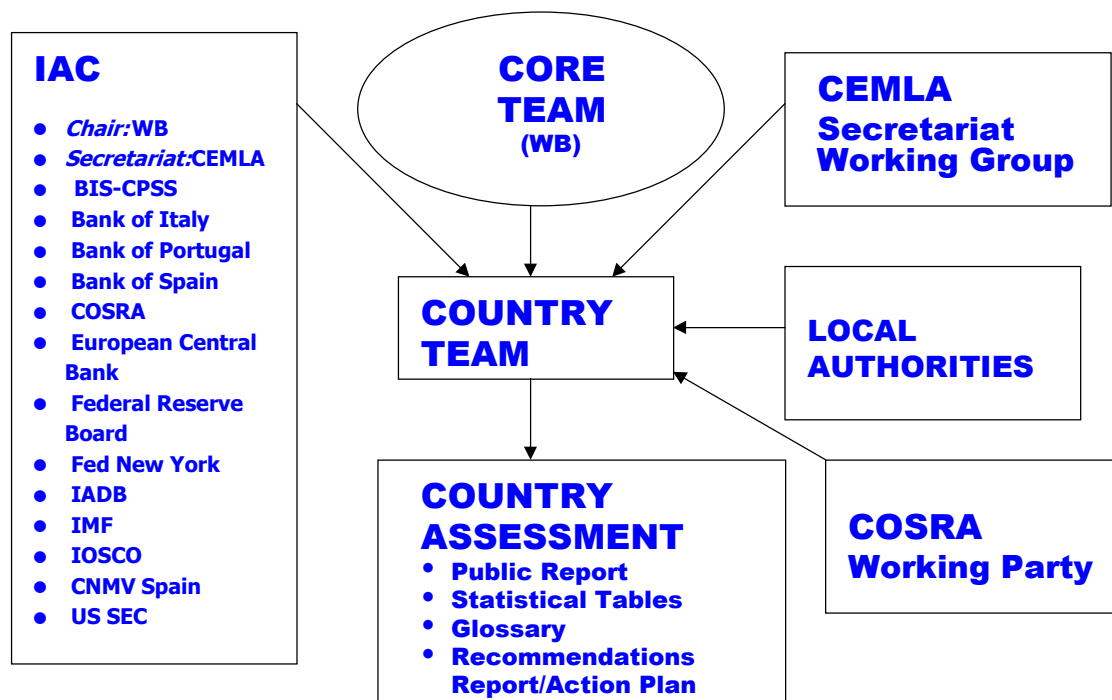 IAC
Chair: WB
Secretariat:CEMLA
BIS-CPSS
Bank of Italy
Bank of Portugal
Bank of Spain
COSRA
European Central
Bank
Federal Reserve
Board
Fed New York
IADB
IMF
IOSCO
CNMV Spain
US SEC
CORE
TEAM
(WB)
CEMLA
Secretariat
Working Group
COUNTRY
TEAM
LOCAL
AUTHORITIES
COUNTRY
ASSESSMENT
• Public Report
• Statistical Tables
• Glossary
• Recommendations
Report/Action Plan
COSRA
Working Party